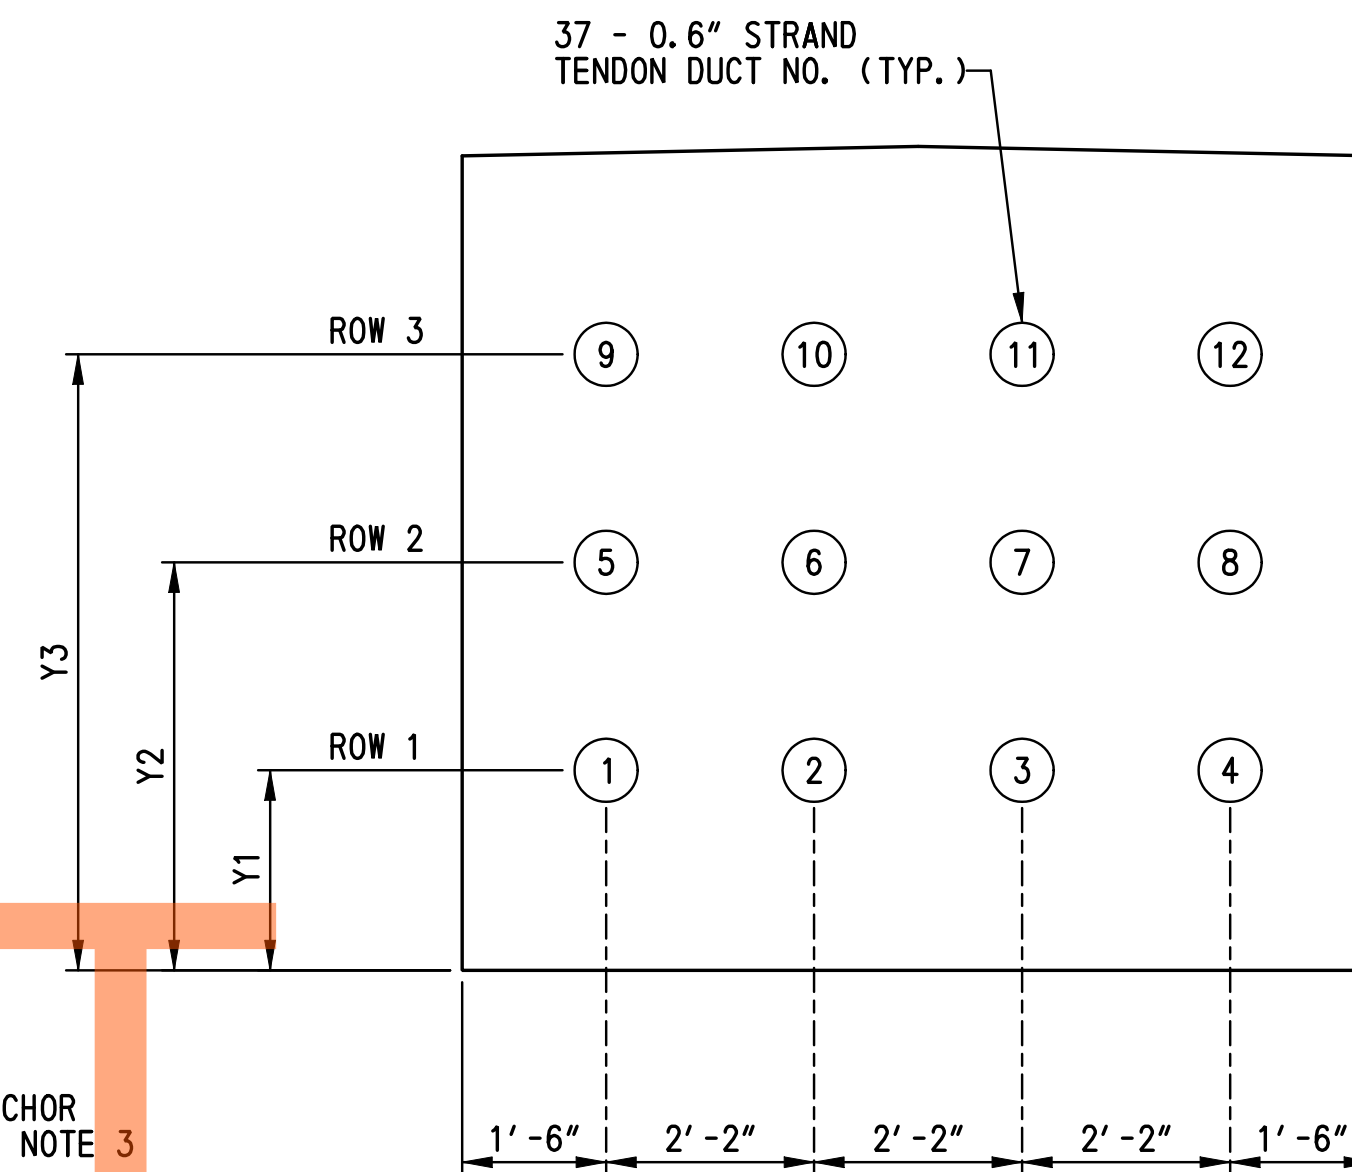 37 - 0.6" STRAND
TENDON DUCT NO. (TYP.)
ROW 3
9
10
11
12
ROW 2
5
6
7
8
Y3
Y2
ROW 1
1
2
3
4
Y1
CHOR
NOTE 3
1'-6"
2'-2"
2'-2"
2'-2"
1'-6"